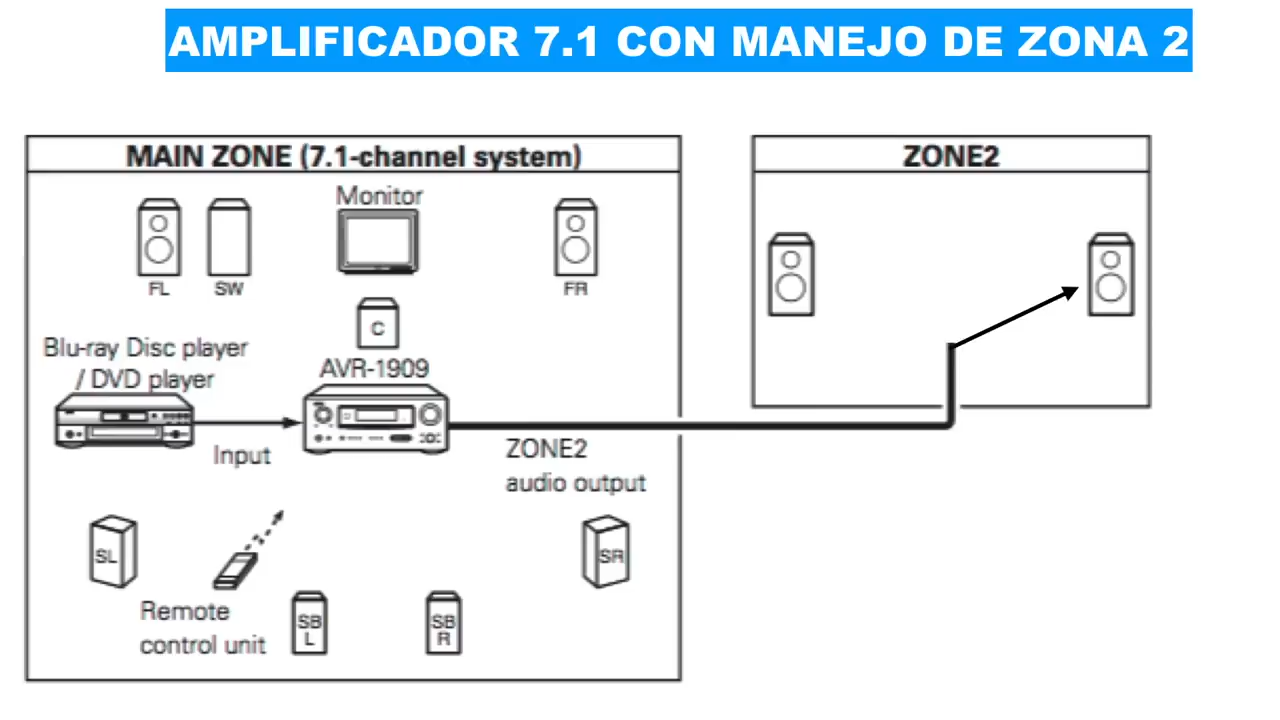 AMPLIFICADOR 7.1 CON MANEJO DE ZONA 2
MAIN ZONE (7.1-channel system)
Monitor
FL
SW
FR
C
Blu-ray Disc player
/ DVD player
AVR-1909
Input
ZONE2
audio output
SL
SR
Remote
control unit
SB
L
SB
R
ZONE2